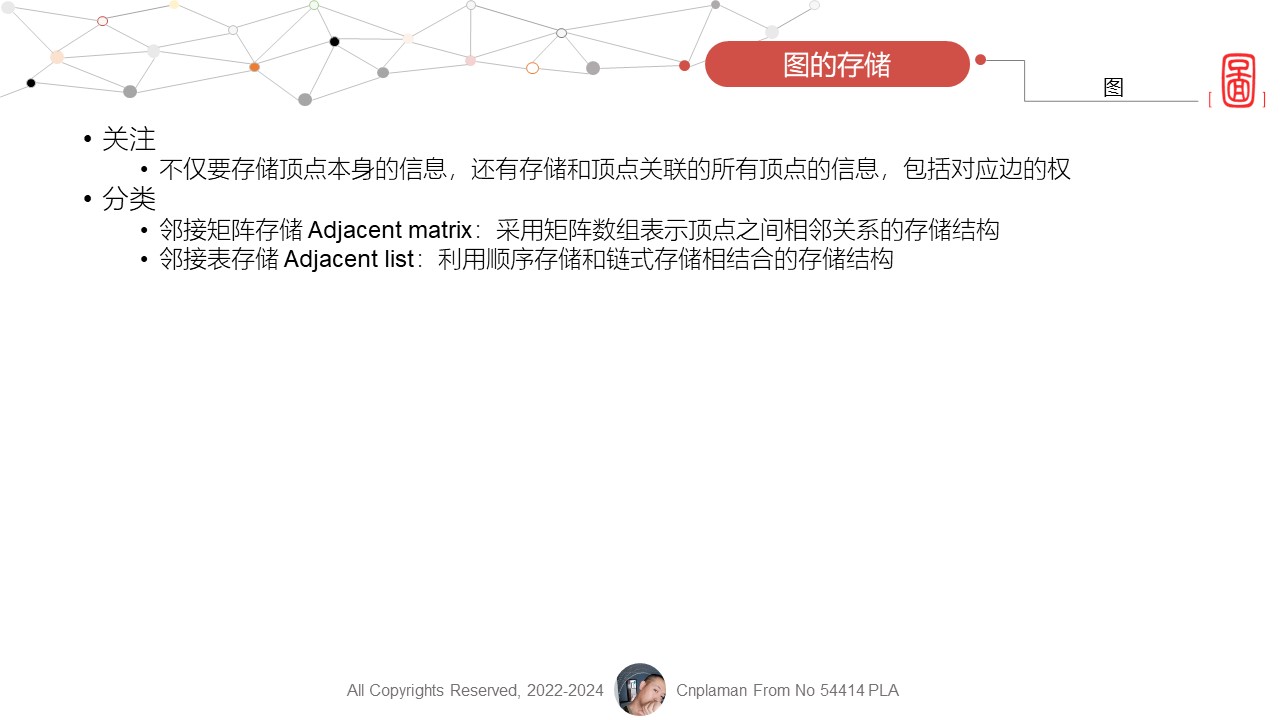 图的存储
图
[圖]
• 关注
• 不仅要存储顶点本身的信息，还有存储和顶点关联的所有顶点的信息，包括对应边的权
• 分类
• 邻接矩阵存储 Adjacent matrix：采用矩阵数组表示顶点之间相邻关系的存储结构
• 邻接表存储 Adjacent list：利用顺序存储和链式存储相结合的存储结构
All Copyrights Reserved, 2022-2024 Cnplaman From No 54414 PLA